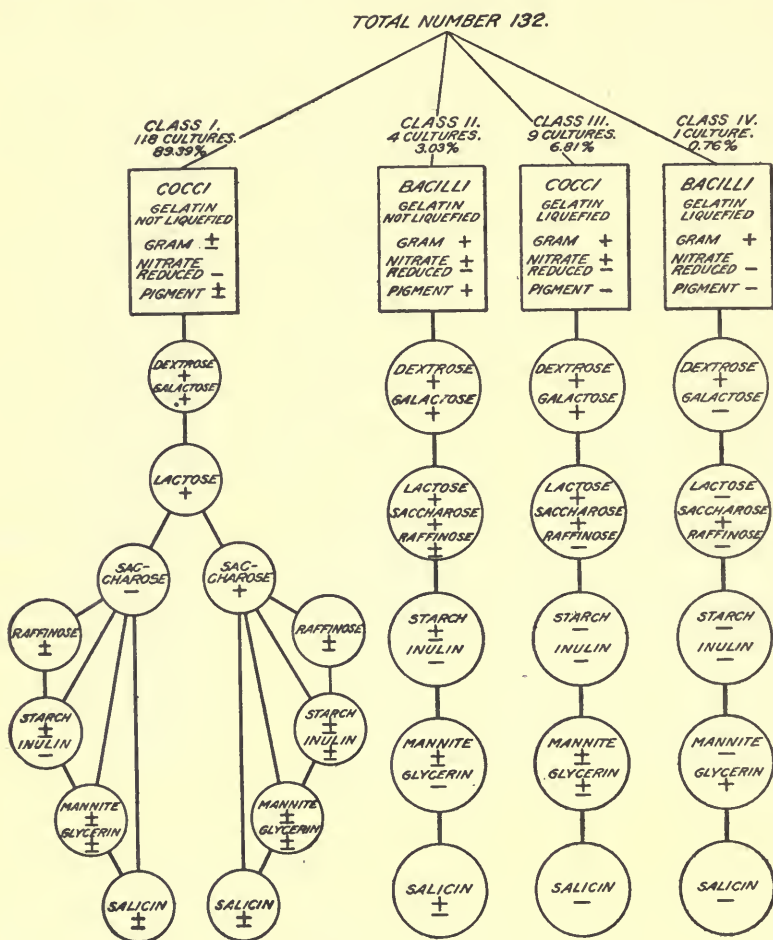 TOTAL NUMBER 132.
CLASS I.
118 CULTURES.
89.39%
COCCI
GELATIN
NOT LIQUEFIED
GRAM ±
NITRATE
REDUCED −
PIGMENT ±
DEXTROSE
+
GALACTOSE
+
LACTOSE
+
SAC-
CHAROSE
−
RAFFINOSE
±
STARCH
±
INULIN
−
MANNITE
±
GLYCERIN
±
SALICIN
±
SAC-
CHAROSE
+
RAFFINOSE
±
STARCH
±
INULIN
±
MANNITE
±
GLYCERIN
±
SALICIN
±
CLASS II.
4 CULTURES.
3.03%
BACILLI
GELATIN
NOT LIQUEFIED
GRAM +
NITRATE ±
REDUCED
PIGMENT +
DEXTROSE
+
GALACTOSE
+
LACTOSE
+
SACCHAROSE
+
RAFFINOSE
±
STARCH
±
INULIN
−
MANNITE
±
GLYCERIN
−
SALICIN
±
CLASS III.
9 CULTURES.
6.81%
COCCI
GELATIN
LIQUEFIED
GRAM +
NITRATE ±
REDUCED
PIGMENT −
DEXTROSE
+
GALACTOSE
+
LACTOSE
+
SACCHAROSE
+
RAFFINOSE
−
STARCH
−
INULIN
−
MANNITE
±
GLYCERIN
±
SALICIN
−
CLASS IV.
1 CULTURE.
0.76%
BACILLI
GELATIN
LIQUEFIED
GRAM +
NITRATE
REDUCED −
PIGMENT −
DEXTROSE
+
GALACTOSE
−
LACTOSE
−
SACCHAROSE
+
RAFFINOSE
−
STARCH
−
INULIN
−
MANNITE
−
GLYCERIN
+
SALICIN
−